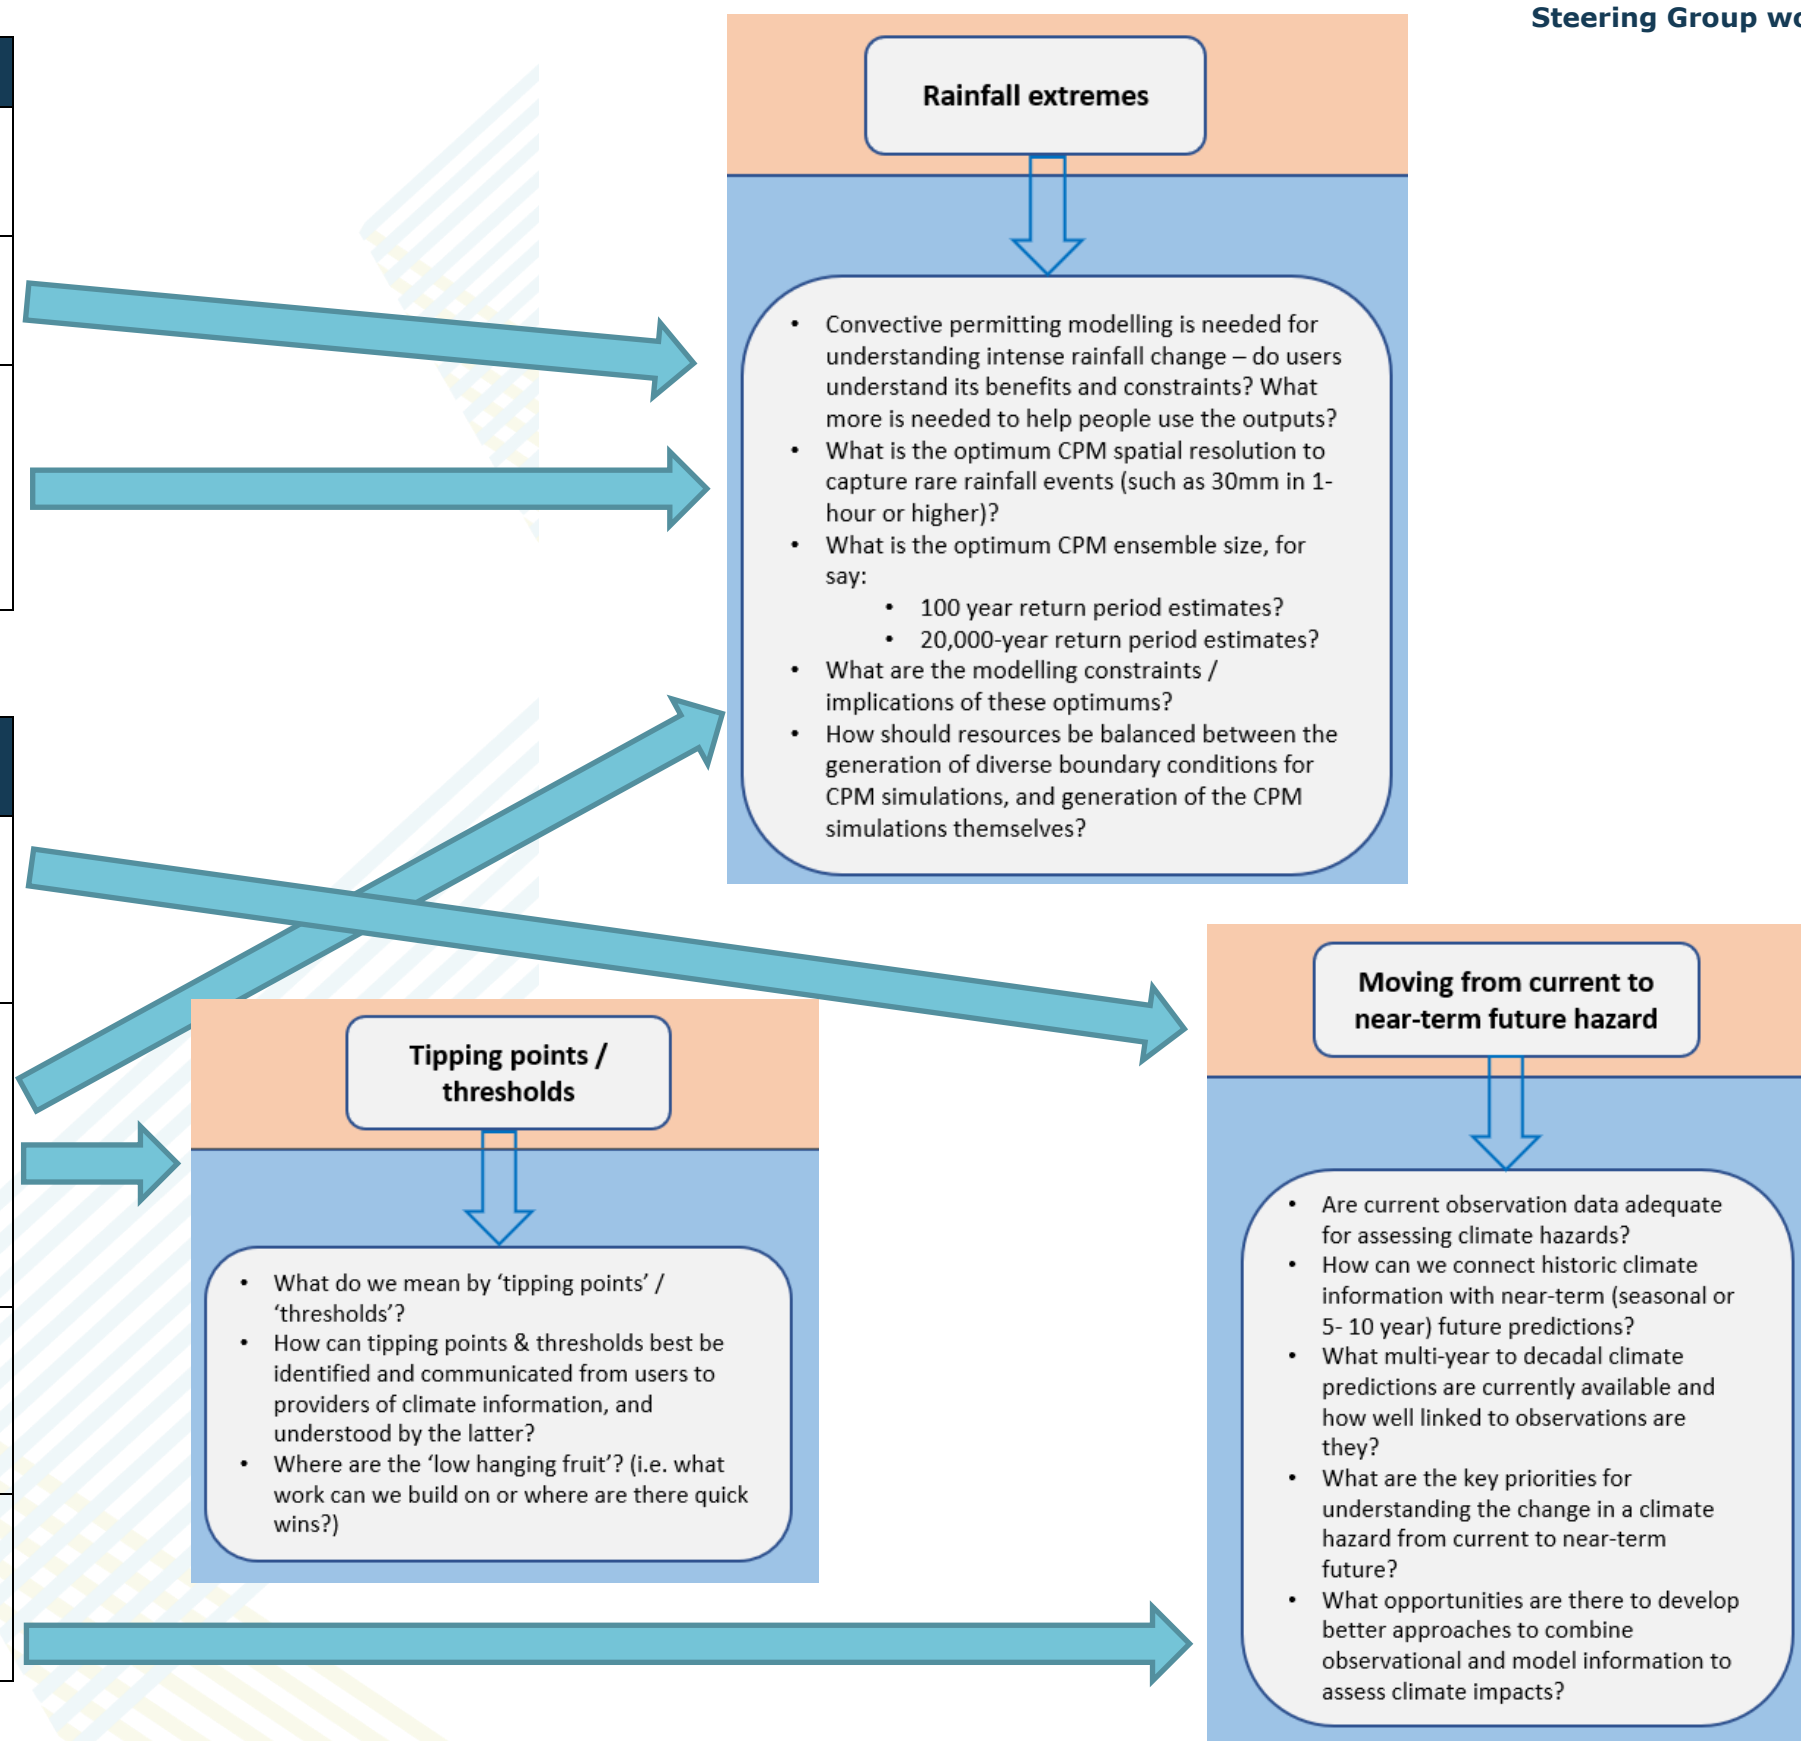 Steering Group
Rainfall extremes
• Convective permitting modelling is needed for
understanding intense rainfall change – do users
understand its benefits and constraints? What
more is needed to help people use the outputs?
• What is the optimum CPM spatial resolution to
capture rare rainfall events (such as 30mm in 1-
hour or higher)?
• What is the optimum CPM ensemble size, for
say:
• 100 year return period estimates?
• 20,000-year return period estimates?
• What are the modelling constraints /
implications of these optimums?
• How should resources be balanced between the
generation of diverse boundary conditions for
CPM simulations, and generation of the CPM
simulations themselves?
Tipping points /
thresholds
• What do we mean by ‘tipping points’ /
‘thresholds’?
• How can tipping points & thresholds best be
identified and communicated from users to
providers of climate information, and
understood by the latter?
• Where are the ‘low hanging fruit’? (i.e. what
work can we build on or where are there quick
wins?)
Moving from current to
near-term future hazard
• Are current observation data adequate
for assessing climate hazards?
• How can we connect historic climate
information with near-term (seasonal or
5- 10 year) future predictions?
• What multi-year to decadal climate
predictions are currently available and
how well linked to observations are
they?
• What are the key priorities for
understanding the change in a climate
hazard from current to near-term
future?
• What opportunities are there to develop
better approaches to combine
observational and model information to
assess climate impacts?